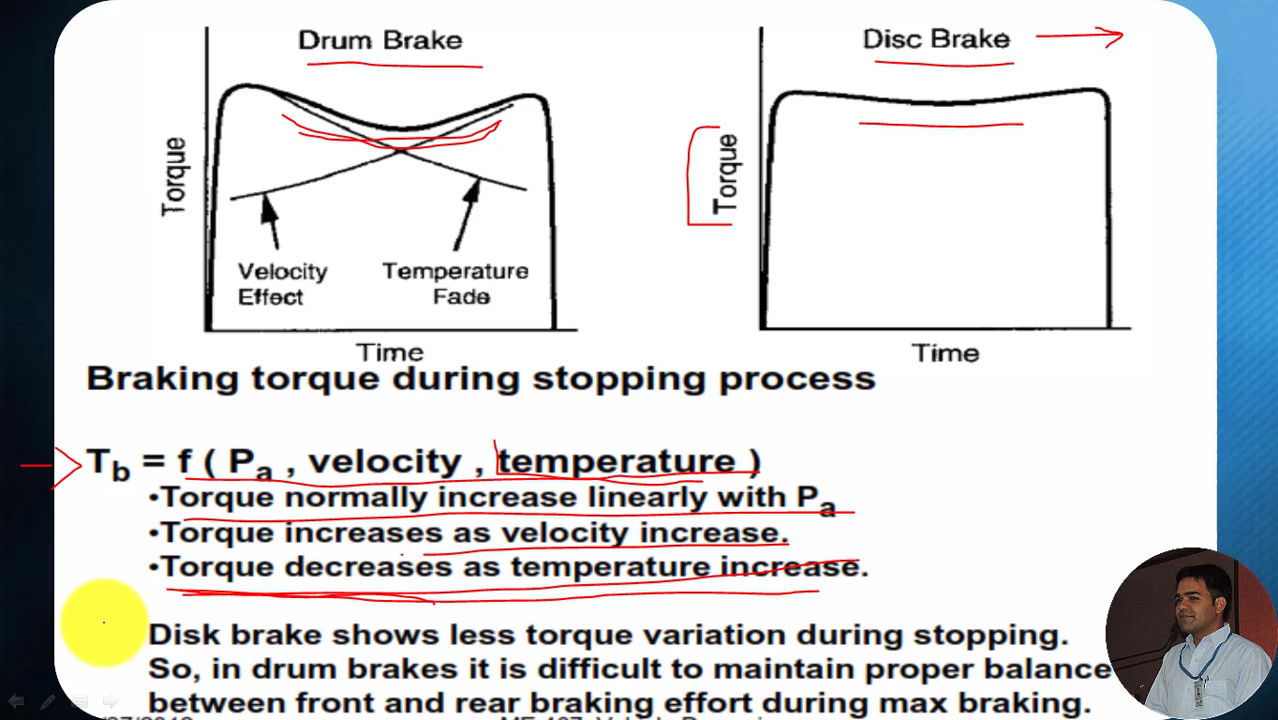 Drum Brake
Disc Brake
Torque
Torque
Velocity
Effect
Temperature
Fade
Time
Time
Braking torque during stopping process
Tb = f ( Pa , velocity , temperature )
•Torque normally increase linearly with Pa
•Torque increases as velocity increase.
•Torque decreases as temperature increase.
Disk brake shows less torque variation during stopping.
So, in drum brakes it is difficult to maintain proper balance
between front and rear braking effort during max braking.